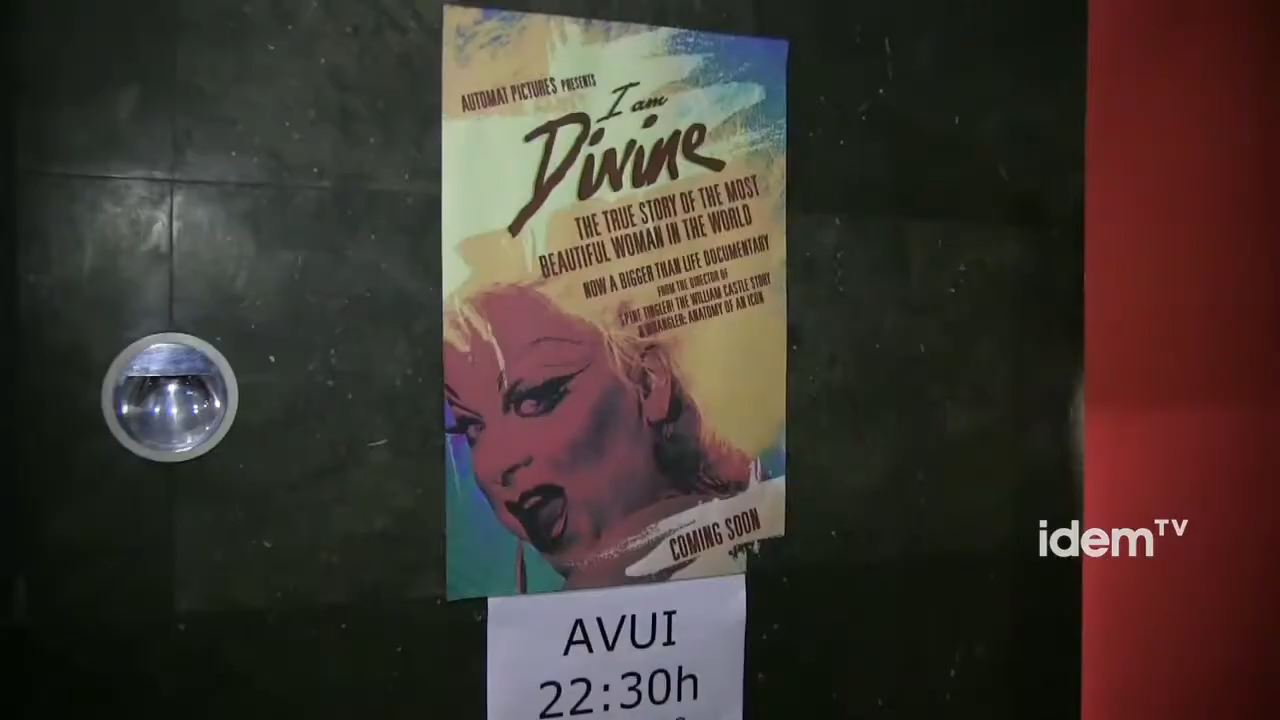 AUTOMAT PICTURES PRESENTS
I am
Divine
THE TRUE STORY OF THE MOST
BEAUTIFUL WOMAN IN THE WORLD
NOW A BIGGER THAN LIFE DOCUMENTARY
FROM THE DIRECTOR OF
SPINE TINGLER! THE WILLIAM CASTLE STORY
& WRANGLER: ANATOMY OF AN ICON
COMING SOON
idemTV
AVUI
22:30h